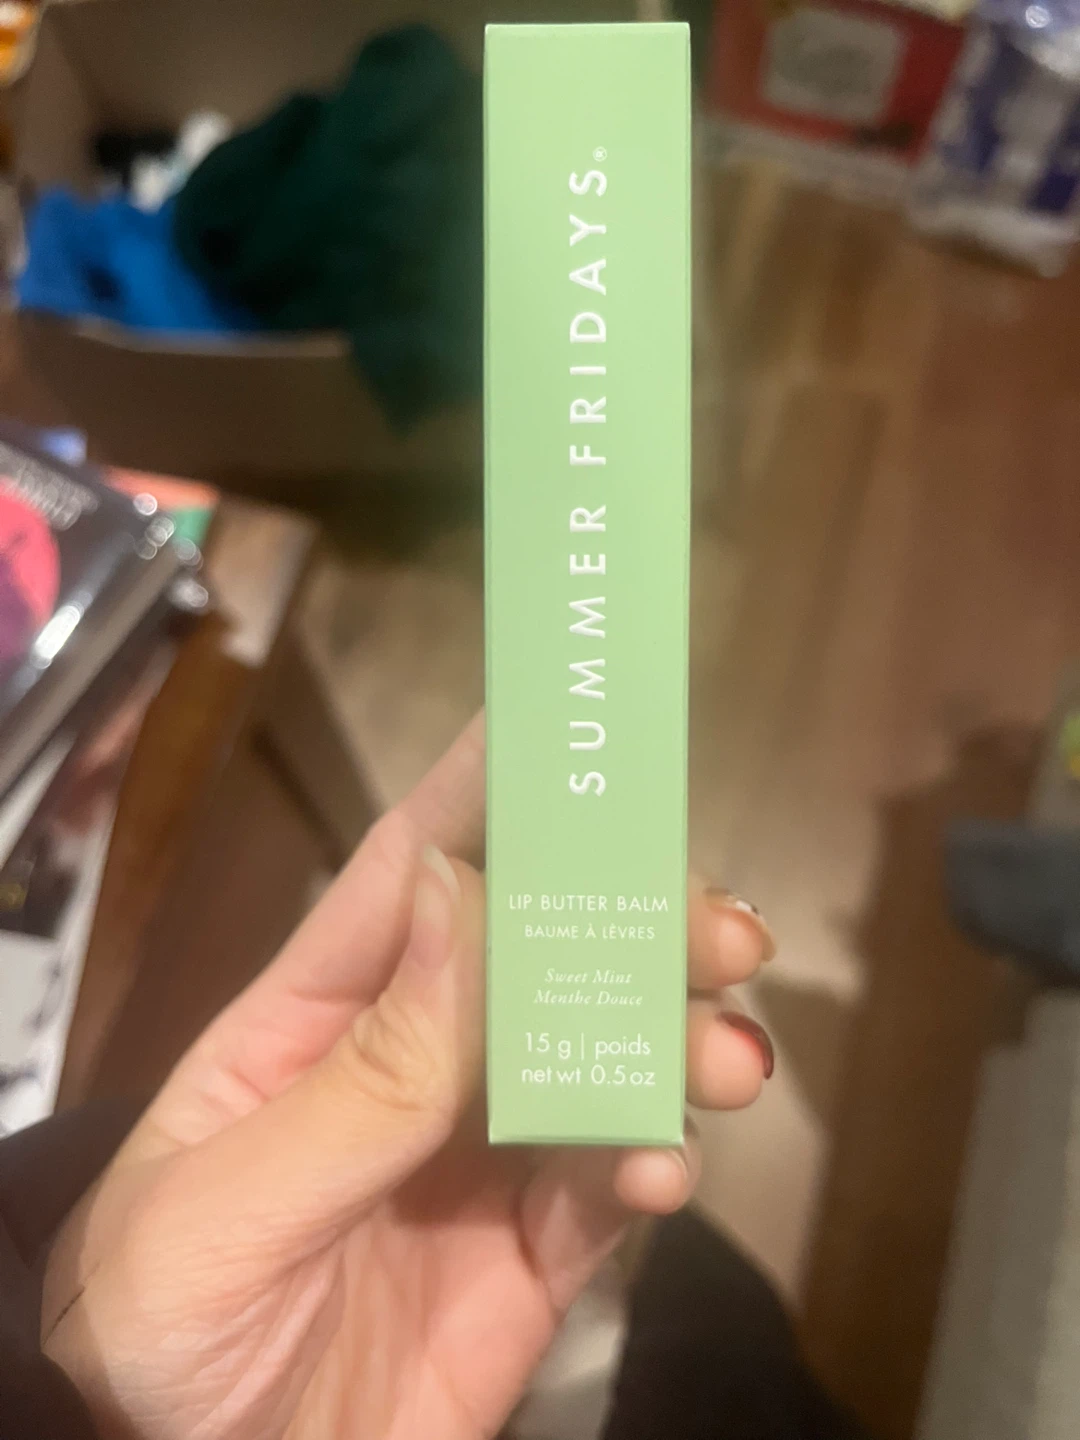 SUMMER FRIDAYS®
LIP BUTTER BALM
BAUME À LÈVRES
Sweet Mint
Menthe Douce
15 g | poids
net wt 0.5 oz